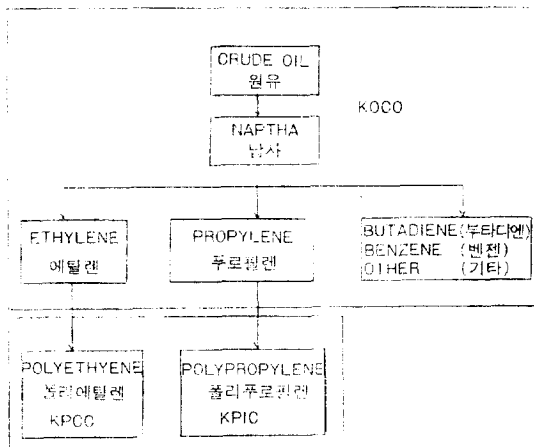 CRUDE OIL
원유
KOCO
NAPTHA
납사
ETHYLENE
에틸렌
PROPYLENE
푸로필렌
BUTADIENE(부타디엔)
BENZENE (벤젠)
OTHER (기타)
POLYETHYENE
폴리에틸렌
KPCC
POLYPROPYLENE
폴리푸로필렌
KPIC